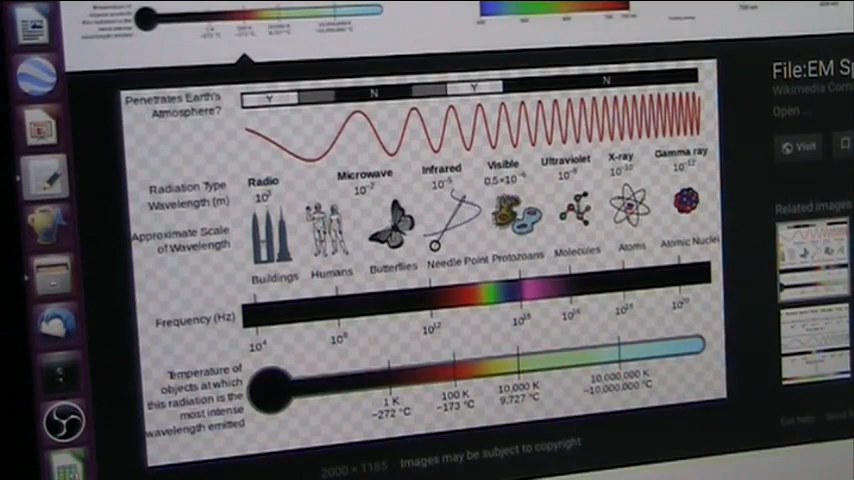 File:EM Sp
Wikimedia Com
Open ...
Visit
Related images
Penetrates Earth's
Atmosphere?
Y N Y N
Radiation Type
Wavelength (m)
Radio Microwave Infrared Visible Ultraviolet X-ray Gamma ray
10³ 10⁻² 10⁻⁵ 0.5×10⁻⁶ 10⁻⁸ 10⁻¹⁰ 10⁻¹²
Approximate Scale
of Wavelength
Buildings Humans Butterflies Needle Point Protozoans Molecules Atoms Atomic Nuclei
Frequency (Hz)
10⁴ 10⁸ 10¹² 10¹⁵ 10¹⁶ 10¹⁸ 10²⁰
Temperature of
objects at which
this radiation is the
most intense
wavelength emitted
1 K 100 K 10,000 K 10,000,000 K
−272 °C −173 °C 9,727 °C ~10,000,000 °C
2000 × 1185 Images may be subject to copyright
Get help